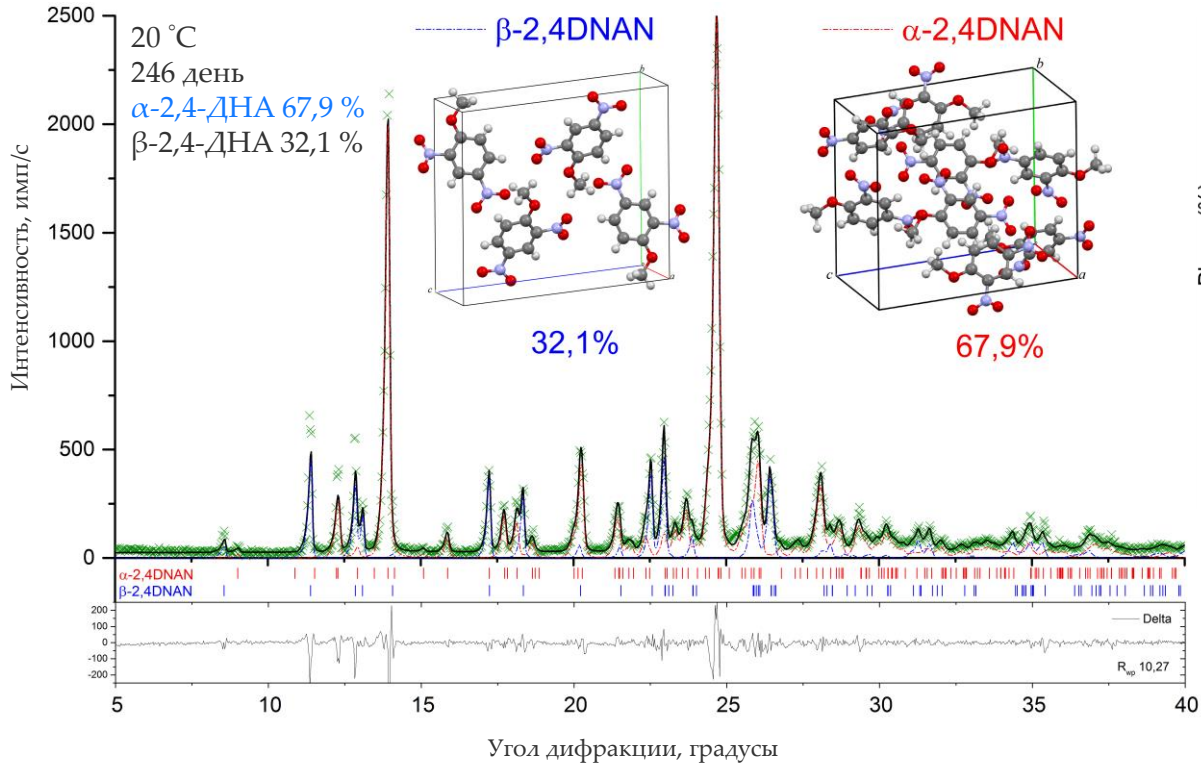 2500
2000
1500
1000
500
0
Интенсивность, имп/с
20 °C
246 день
α-2,4-ДНА 67,9 %
β-2,4-ДНА 32,1 %
β-2,4DNAN
α-2,4DNAN
b
c
a
b
c
a
32,1%
67,9%
α-2,4DNAN
β-2,4DNAN
200
100
0
-100
-200
Delta
Rwp 10,27
5
10
15
20
25
30
35
40
Угол дифракции, градусы